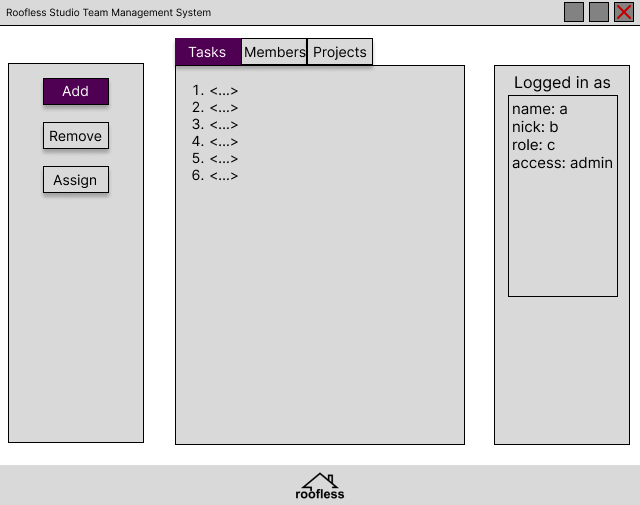 Roofless Studio Team Management System
Tasks Members Projects
Add
Remove
Assign
1. <...>
2. <...>
3. <...>
4. <...>
5. <...>
6. <...>
Logged in as
name: a
nick: b
role: c
access: admin
roofless